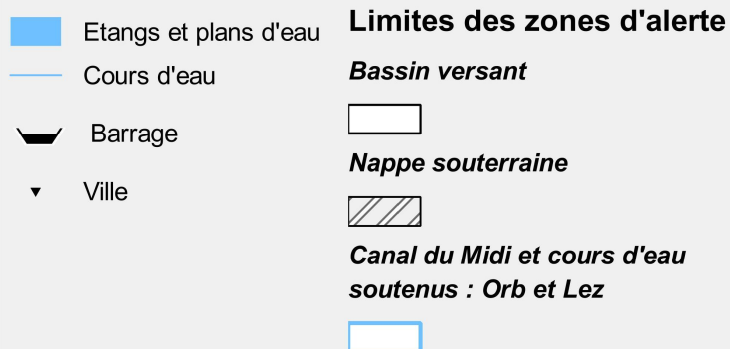 Etangs et plans d'eau
Cours d'eau
Barrage
Ville
Limites des zones d'alerte
Bassin versant
Nappe souterraine
Canal du Midi et cours d'eau
soutenus : Orb et Lez